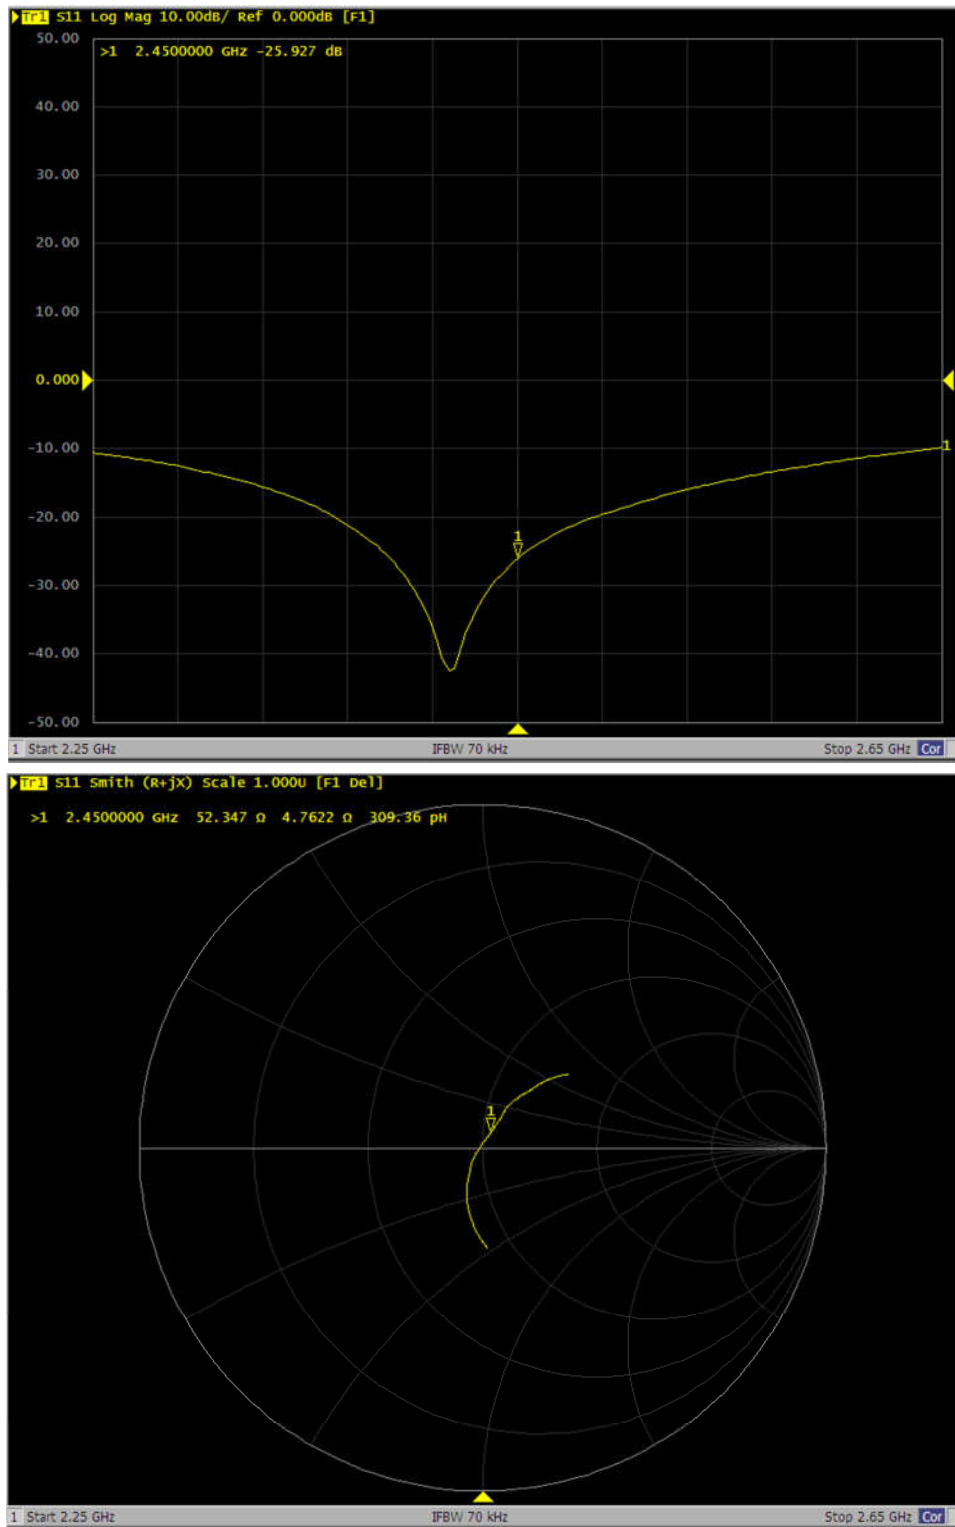 Tr1 S11 Log Mag 10.00dB/ Ref 0.000dB [F1]
50.00
>1 2.4500000 GHz -25.927 dB
40.00
30.00
20.00
10.00
0.000
-10.00
1
-20.00
1
-30.00
-40.00
-50.00
1 Start 2.25 GHz IFBW 70 kHz Stop 2.65 GHz Cor
Tr1 S11 Smith (R+jX) Scale 1.000U [F1 Del]
>1 2.4500000 GHz 52.347 Ω 4.7622 Ω 309.36 pH
1
1 Start 2.25 GHz IFBW 70 kHz Stop 2.65 GHz Cor